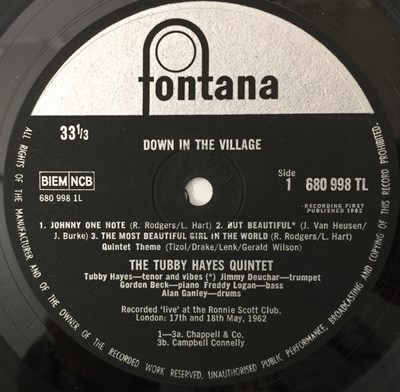 fontana
33 1/3
DOWN IN THE VILLAGE
BIEM NCB
680 998 1L
Side
1 680 998 TL
RECORDING FIRST
PUBLISHED 1962
1. JOHNNY ONE NOTE (R. Rodgers/L. Hart) 2. BUT BEAUTIFUL* (J. Van Heusen/
J. Burke) 3. THE MOST BEAUTIFUL GIRL IN THE WORLD (R. Rodgers/L. Hart)
Quintet Theme (Tizol/Drake/Lenk/Gerald Wilson)
THE TUBBY HAYES QUINTET
Tubby Hayes—tenor and vibes (*) Jimmy Deuchar—trumpet
Gordon Beck—piano Freddy Logan—bass
Alan Ganley—drums
Recorded 'live' at the Ronnie Scott Club,
London: 17th and 18th May, 1962
1—3a. Chappell & Co.
3b. Campbell Connelly
ALL RIGHTS OF THE MANUFACTURER AND OF THE OWNER OF THE RECORDED WORK RESERVED. UNAUTHORISED PUBLIC PERFORMANCE, BROADCASTING AND COPYING OF THIS RECORD PROHIBITED.